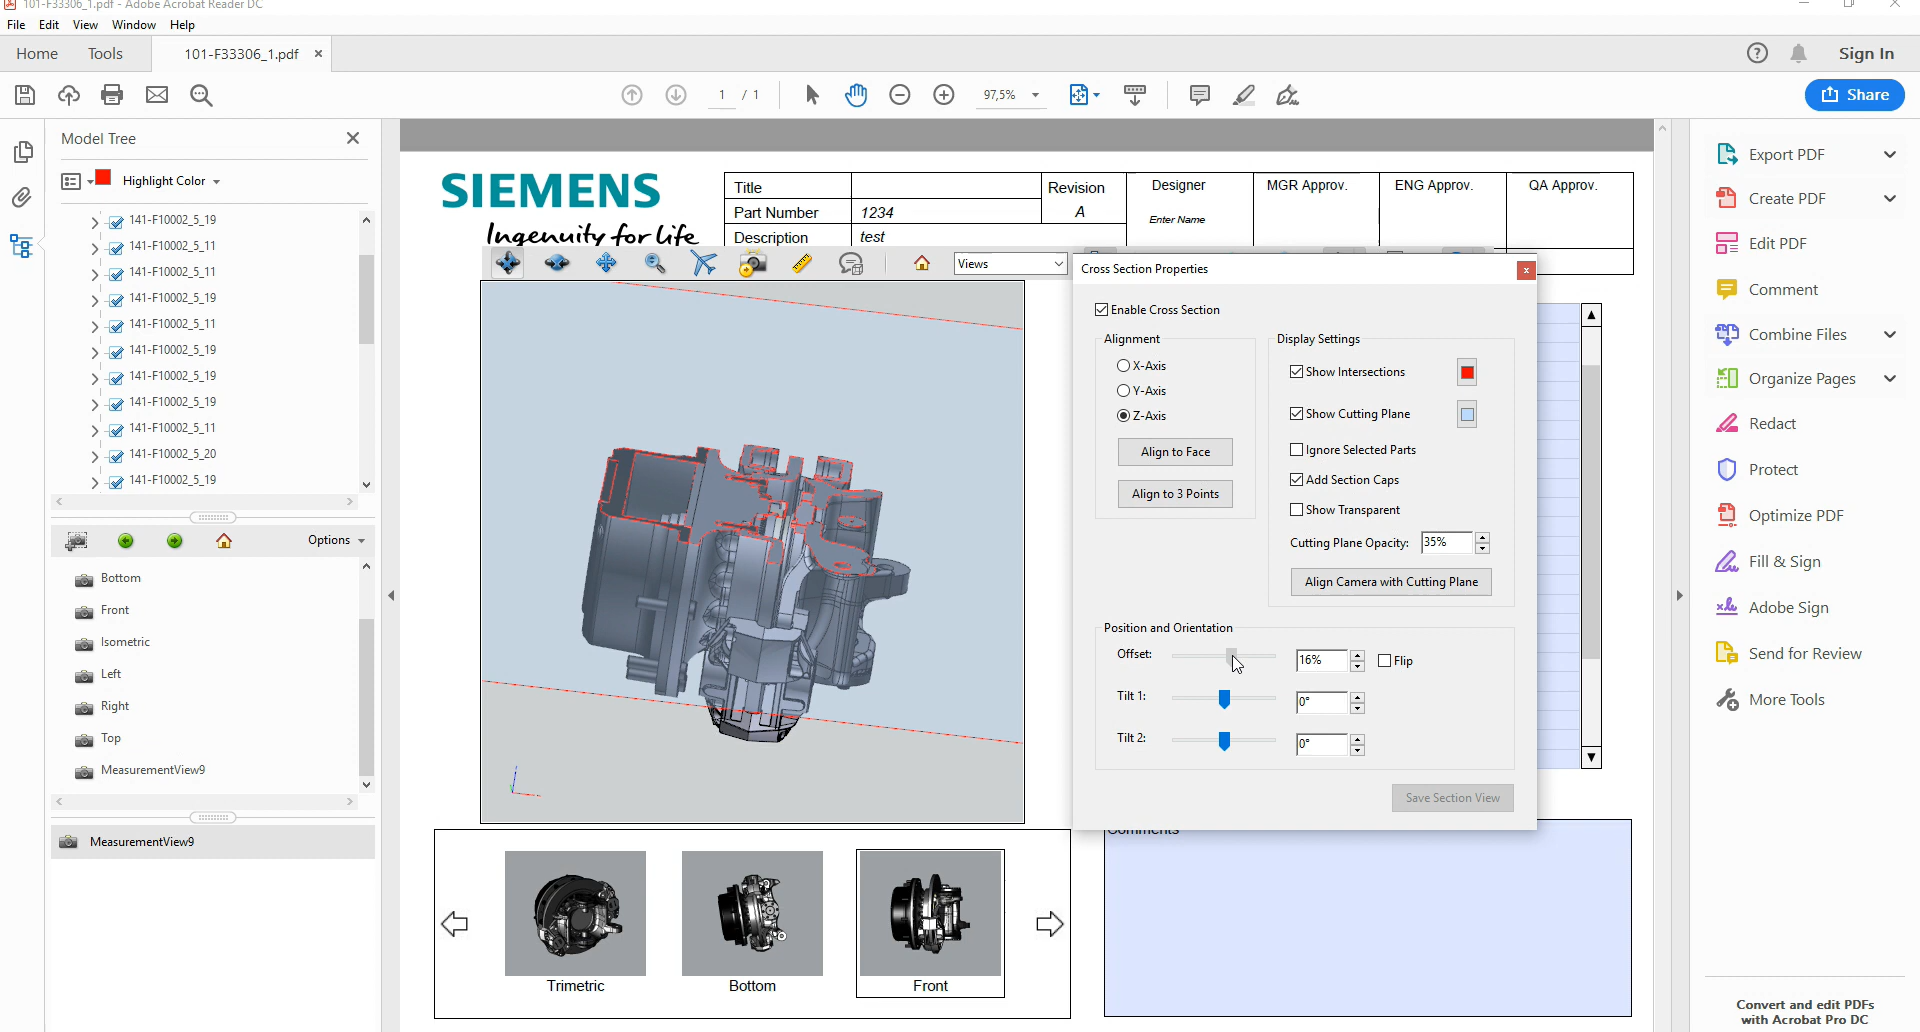 101-F33306_1.pdf - Adobe Acrobat Reader DC
File Edit View Window Help
Home Tools 101-F33306_1.pdf × Sign In
1 / 1 97,5% Share
Model Tree
Highlight Color
141-F10002_5_19
141-F10002_5_11
141-F10002_5_11
141-F10002_5_19
141-F10002_5_11
141-F10002_5_19
141-F10002_5_19
141-F10002_5_19
141-F10002_5_11
141-F10002_5_20
141-F10002_5_19
Options
Bottom
Front
Isometric
Left
Right
Top
MeasurementView9
MeasurementView9
SIEMENS
Ingenuity for life
Title Revision Designer MGR Approv. ENG Approv. QA Approv.
Part Number 1234 A Enter Name
Description test
Views
Cross Section Properties
Enable Cross Section
Alignment
X-Axis
Y-Axis
Z-Axis
Align to Face
Align to 3 Points
Display Settings
Show Intersections
Show Cutting Plane
Ignore Selected Parts
Add Section Caps
Show Transparent
Cutting Plane Opacity: 35%
Align Camera with Cutting Plane
Position and Orientation
Offset: 16% Flip
Tilt 1: 0°
Tilt 2: 0°
Save Section View
Comments
Trimetric Bottom Front
Export PDF
Create PDF
Edit PDF
Comment
Combine Files
Organize Pages
Redact
Protect
Optimize PDF
Fill & Sign
Adobe Sign
Send for Review
More Tools
Convert and edit PDFs
with Acrobat Pro DC